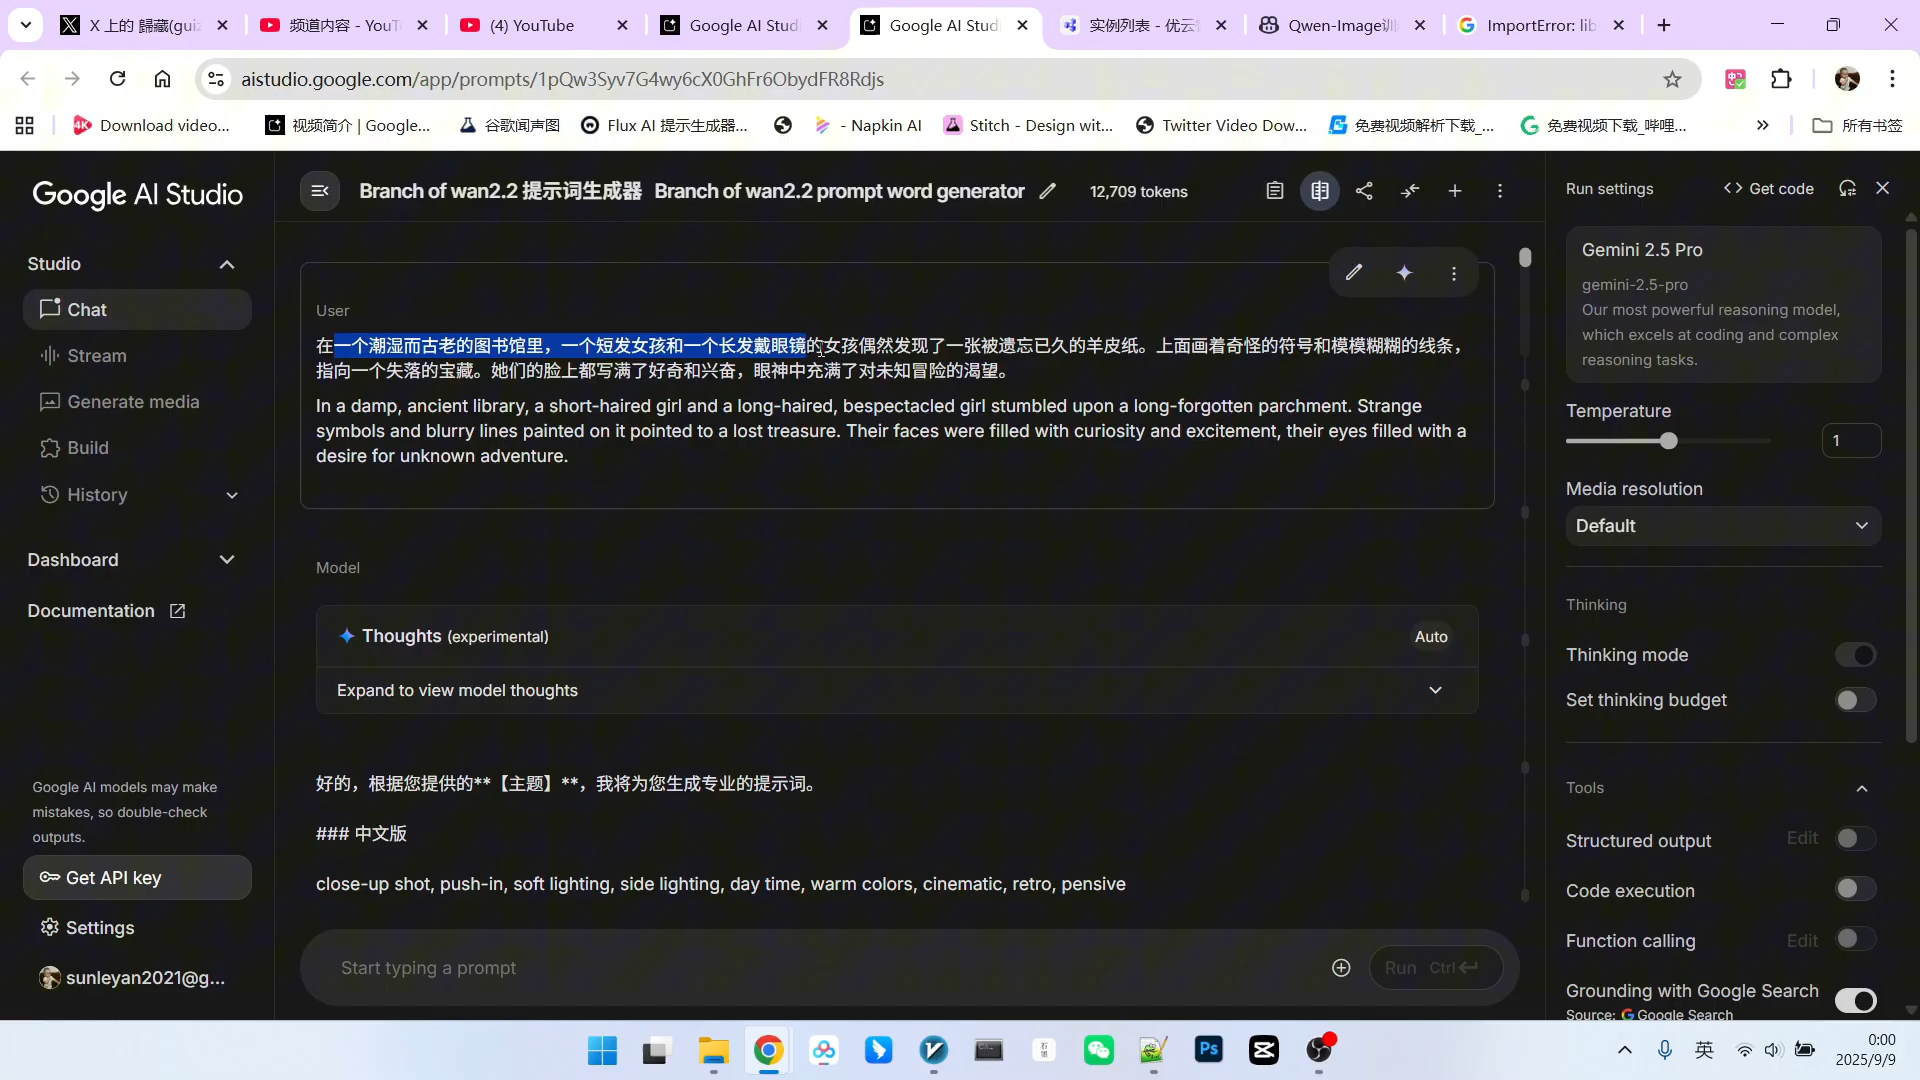 X 上的 歸藏(guiz
频道内容 - YouT
(4) YouTube
Google AI Studi
Google AI Studi
实例列表 - 优云智
Qwen-Image训
ImportError: lib
aistudio.google.com/app/prompts/1pQw3Syv7G4wy6cX0GhFr6ObydFR8Rdjs
Download video...
视频简介 | Google...
谷歌闻声图
Flux AI 提示生成器...
- Napkin AI
Stitch - Design wit...
Twitter Video Dow...
免费视频解析下载_...
免费视频下载_哔哩...
所有书签
Google AI Studio
Branch of wan2.2 提示词生成器 Branch of wan2.2 prompt word generator
12,709 tokens
Run settings
Get code
Studio
Chat
Stream
Generate media
Build
History
Dashboard
Documentation
Google AI models may make
mistakes, so double-check
outputs.
Get API key
Settings
sunleyan2021@g...
User
在一个潮湿而古老的图书馆里，一个短发女孩和一个长发戴眼镜的女孩偶然发现了一张被遗忘已久的羊皮纸。上面画着奇怪的符号和模模糊糊的线条，
指向一个失落的宝藏。她们的脸上都写满了好奇和兴奋，眼神中充满了对未知冒险的渴望。
In a damp, ancient library, a short-haired girl and a long-haired, bespectacled girl stumbled upon a long-forgotten parchment. Strange
symbols and blurry lines painted on it pointed to a lost treasure. Their faces were filled with curiosity and excitement, their eyes filled with a
desire for unknown adventure.
Model
Thoughts (experimental)
Auto
Expand to view model thoughts
好的，根据您提供的**【主题】**，我将为您生成专业的提示词。
### 中文版
close-up shot, push-in, soft lighting, side lighting, day time, warm colors, cinematic, retro, pensive
Start typing a prompt
Run Ctrl
Gemini 2.5 Pro
gemini-2.5-pro
Our most powerful reasoning model,
which excels at coding and complex
reasoning tasks.
Temperature
1
Media resolution
Default
Thinking
Thinking mode
Set thinking budget
Tools
Structured output
Edit
Code execution
Function calling
Edit
Grounding with Google Search
Source: Google Search
英
0:00
2025/9/9